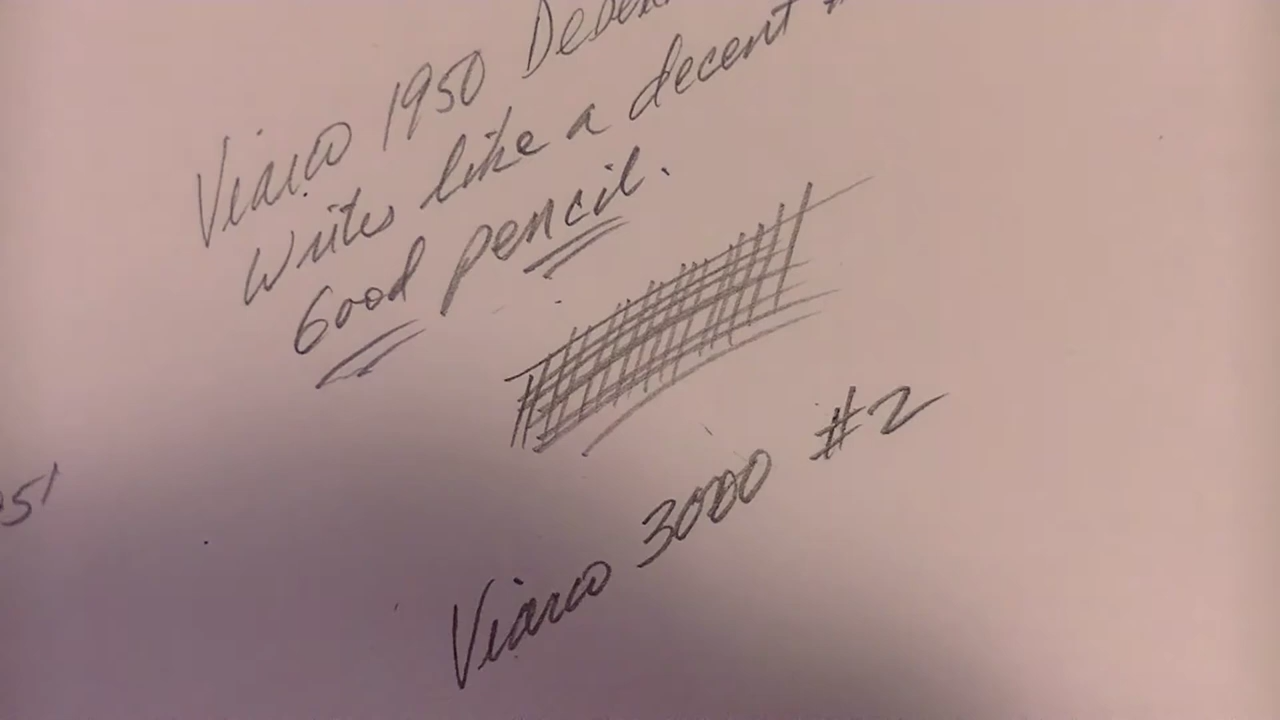 Viarco 1950
Writes like a decent
Good pencil.
Viarco 3000 #2